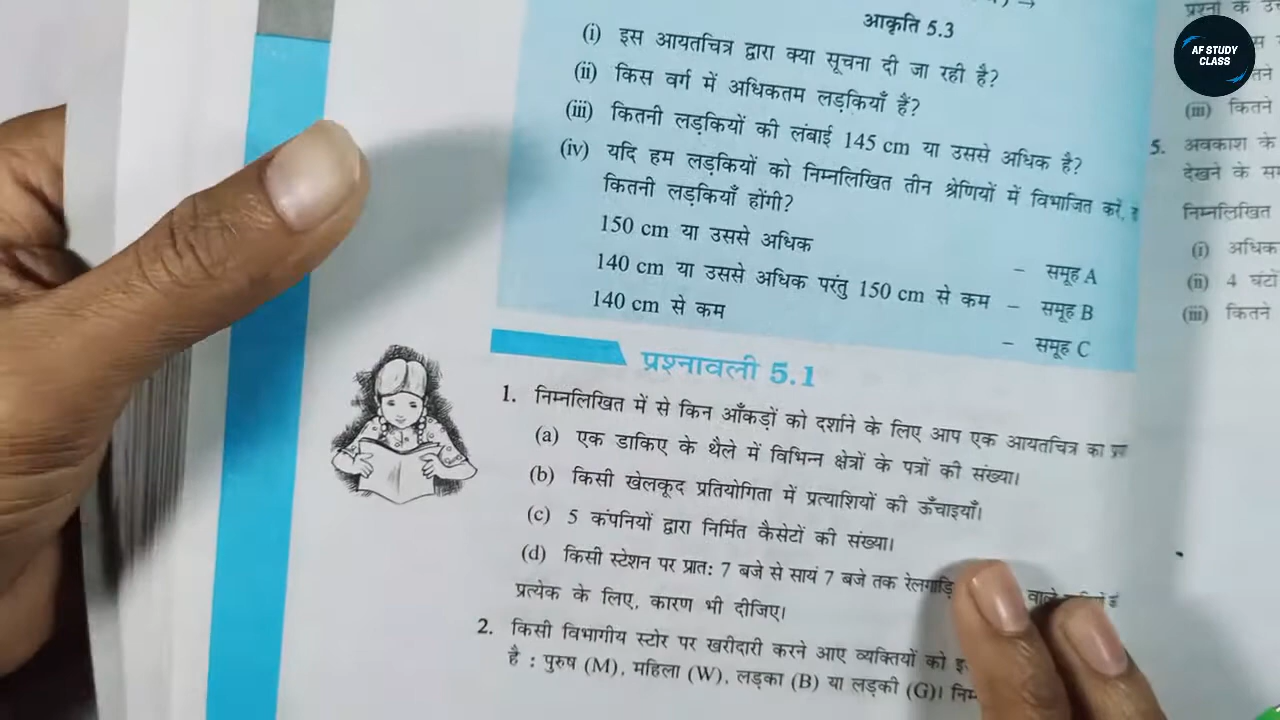 आकृति 5.3
(i) इस आयतचित्र द्वारा क्या सूचना दी जा रही है?
(ii) किस वर्ग में अधिकतम लड़कियाँ हैं?
(iii) कितनी लड़कियों की लंबाई 145 cm या उससे अधिक है?
(iv) यदि हम लड़कियों को निम्नलिखित तीन श्रेणियों में विभाजित करें,
कितनी लड़कियाँ होंगी?
150 cm या उससे अधिक – समूह A
140 cm या उससे अधिक परंतु 150 cm से कम – समूह B
140 cm से कम – समूह C
प्रश्नावली 5.1
1. निम्नलिखित में से किन आँकड़ों को दर्शाने के लिए आप एक आयतचित्र का
(a) एक डाकिए के थैले में विभिन्न क्षेत्रों के पत्रों की संख्या।
(b) किसी खेलकूद प्रतियोगिता में प्रत्याशियों की ऊँचाइयाँ।
(c) 5 कंपनियों द्वारा निर्मित कैसेटों की संख्या।
(d) किसी स्टेशन पर प्रात: 7 बजे से सायं 7 बजे तक
प्रत्येक के लिए, कारण भी दीजिए।
2. किसी विभागीय स्टोर पर खरीदारी करने आए व्यक्तियों को
है : पुरुष (M), महिला (W), लड़का (B) या लड़की (G)।
प्रश्नों के
(iii) कितने
5. अवकाश के
देखने के
निम्नलिखित
(i) अधिक
(ii) 4 घंटों
(iii) कितने
AF STUDY
CLASS